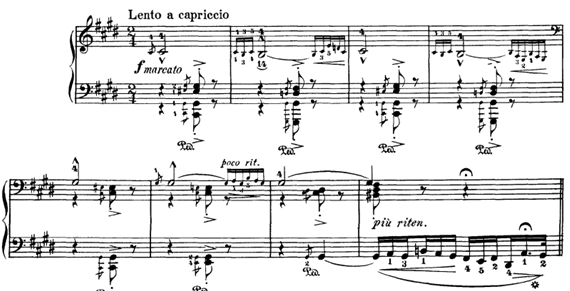 Lento a capriccio
f marcato
poco rit.
più riten.